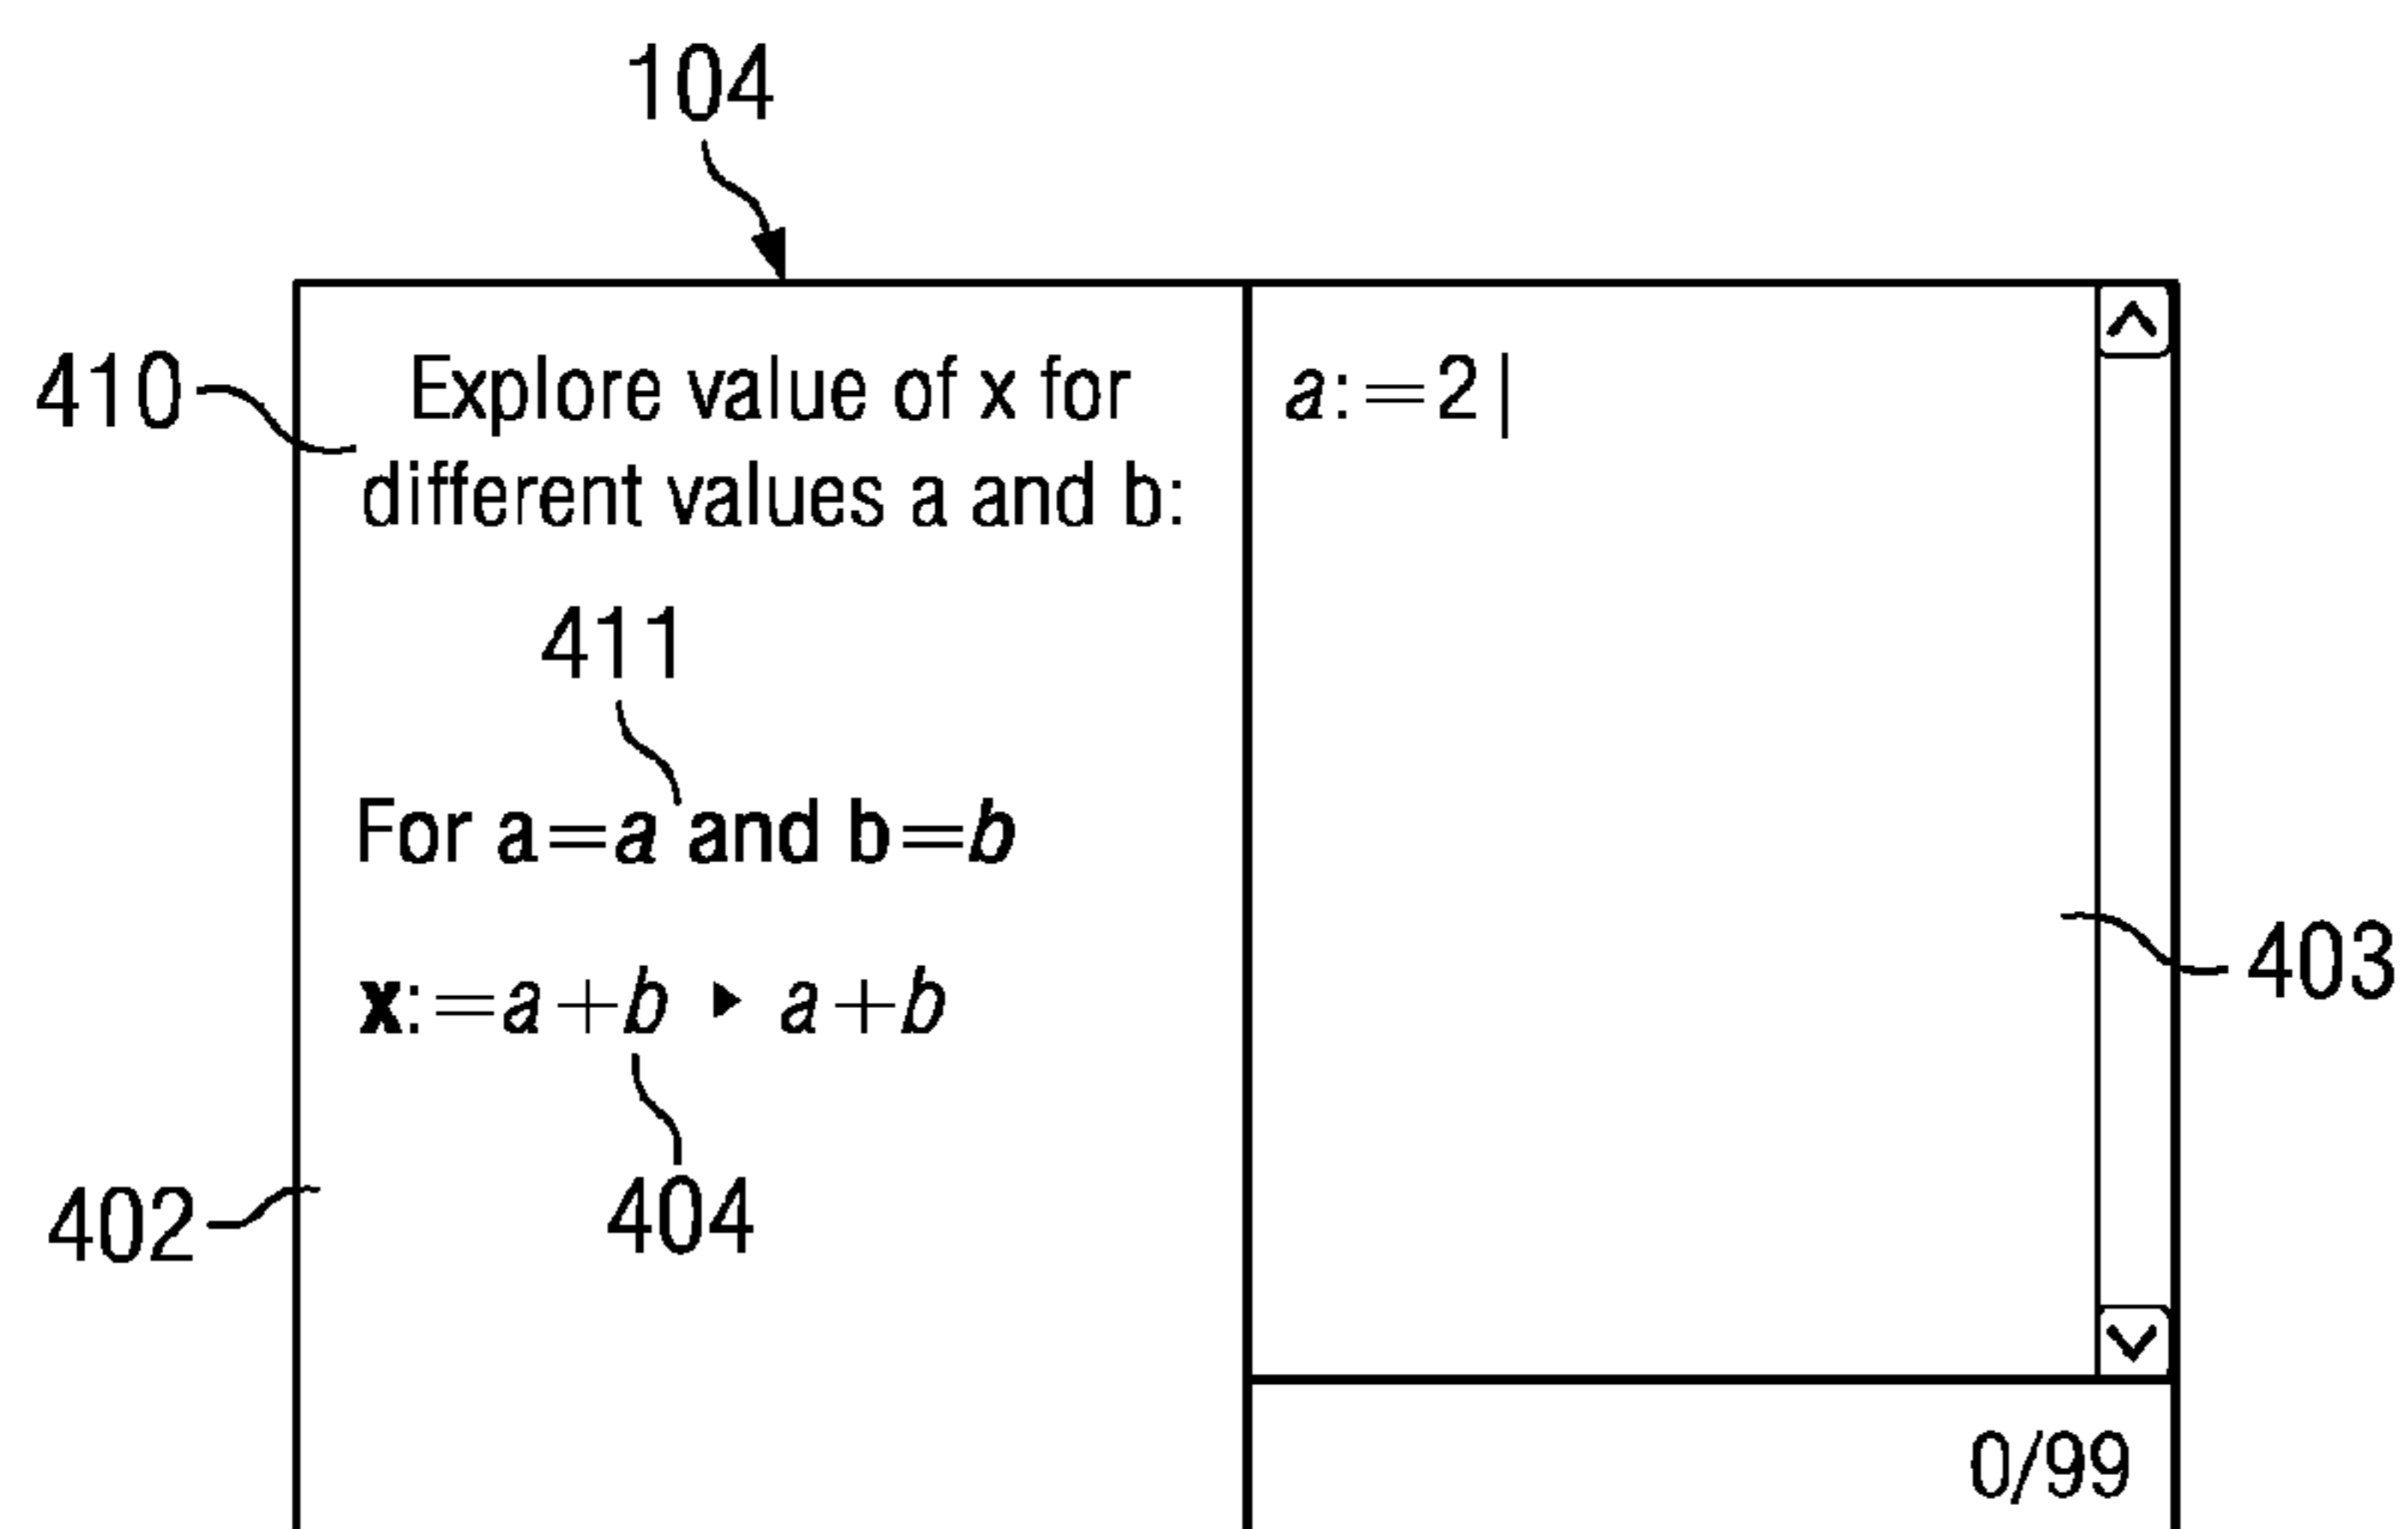 104
410
Explore value of x for
different values a and b:
a:=2|
411
For a=a and b=b
x:=a+b ▸ a+b
403
402
404
0/99